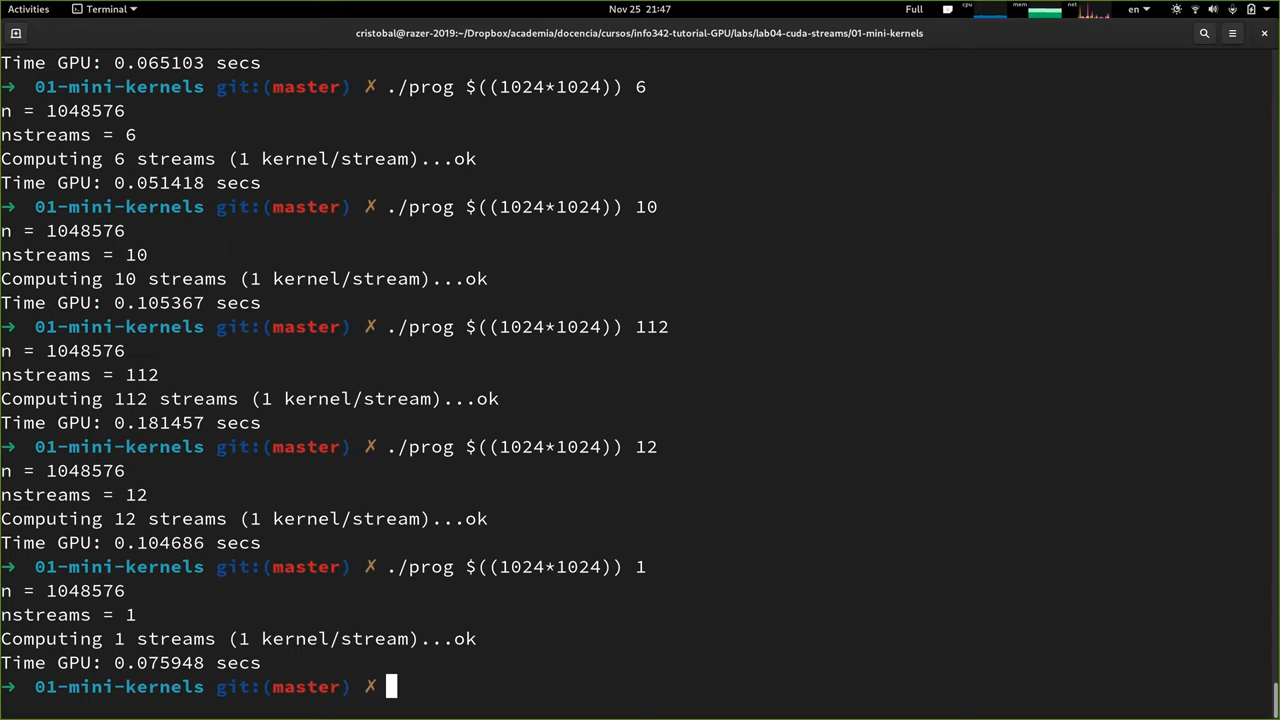 Activities Terminal Nov 25 21:47 Full cpu mem net en
cristobal@razer-2019:~/Dropbox/academia/docencia/cursos/info342-tutorial-GPU/labs/lab04-cuda-streams/01-mini-kernels
Time GPU: 0.065103 secs
→ 01-mini-kernels git:(master) ✗ ./prog $((1024*1024)) 6
n = 1048576
nstreams = 6
Computing 6 streams (1 kernel/stream)...ok
Time GPU: 0.051418 secs
→ 01-mini-kernels git:(master) ✗ ./prog $((1024*1024)) 10
n = 1048576
nstreams = 10
Computing 10 streams (1 kernel/stream)...ok
Time GPU: 0.105367 secs
→ 01-mini-kernels git:(master) ✗ ./prog $((1024*1024)) 112
n = 1048576
nstreams = 112
Computing 112 streams (1 kernel/stream)...ok
Time GPU: 0.181457 secs
→ 01-mini-kernels git:(master) ✗ ./prog $((1024*1024)) 12
n = 1048576
nstreams = 12
Computing 12 streams (1 kernel/stream)...ok
Time GPU: 0.104686 secs
→ 01-mini-kernels git:(master) ✗ ./prog $((1024*1024)) 1
n = 1048576
nstreams = 1
Computing 1 streams (1 kernel/stream)...ok
Time GPU: 0.075948 secs
→ 01-mini-kernels git:(master) ✗